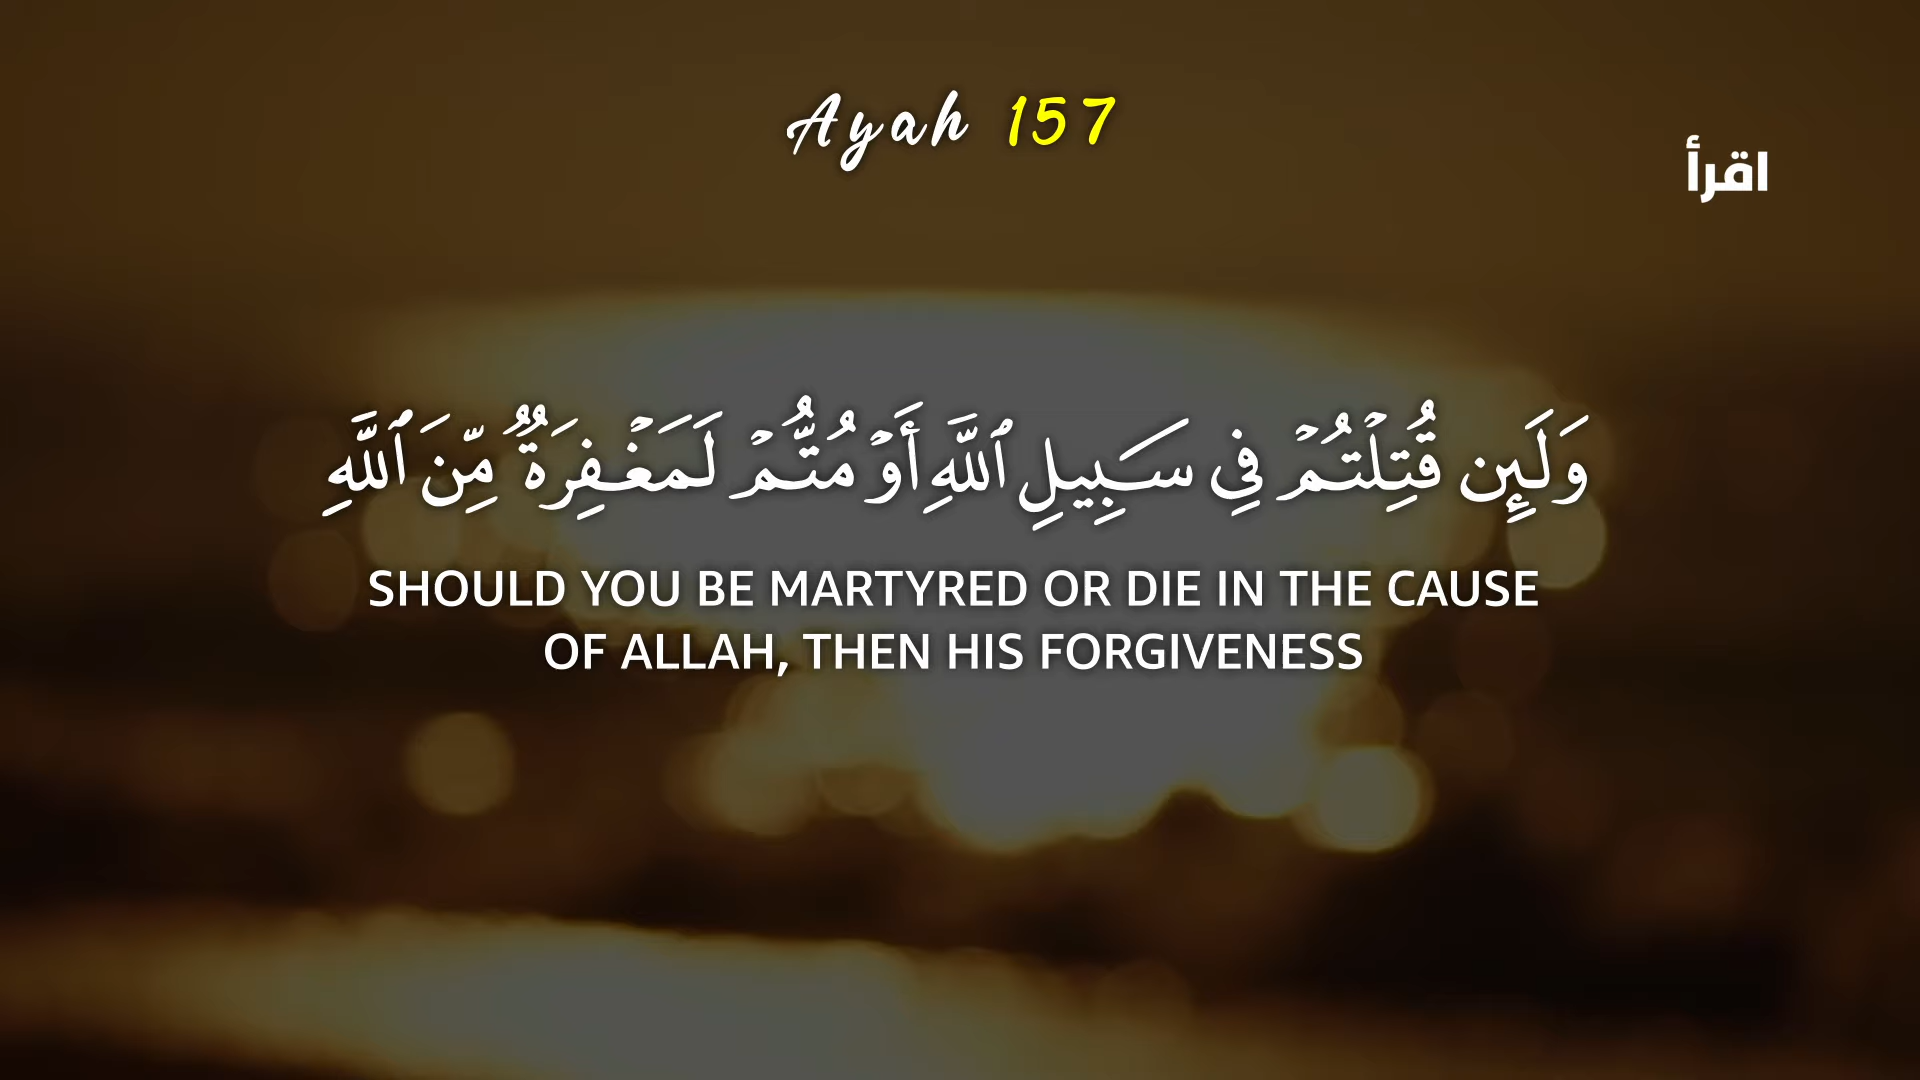 Ayah 157
اقرأ
وَلَئِن قُتِلۡتُمۡ فِي سَبِيلِ ٱللَّهِ أَوۡ مُتُّمۡ لَمَغۡفِرَةٞ مِّنَ ٱللَّهِ
SHOULD YOU BE MARTYRED OR DIE IN THE CAUSE
OF ALLAH, THEN HIS FORGIVENESS